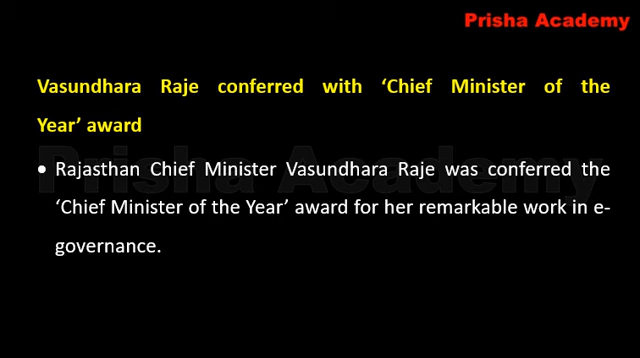 Prisha Academy
Vasundhara Raje conferred with ‘Chief Minister of the
Year’ award
Prisha Academy
• Rajasthan Chief Minister Vasundhara Raje was conferred the
‘Chief Minister of the Year’ award for her remarkable work in e-
governance.